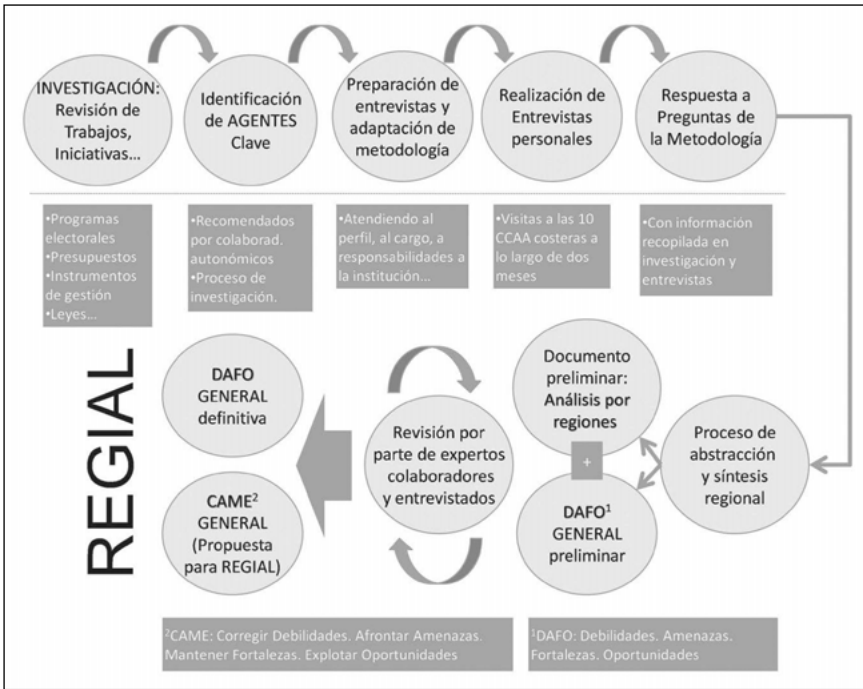 INVESTIGACIÓN:
Revisión de
Trabajos,
Iniciativas...
Identificación
de AGENTES
Clave
Preparación de
entrevistas y
adaptación de
metodología
Realización de
Entrevistas
personales
Respuesta a
Preguntas de
la Metodología
•Programas
electorales
•Presupuestos
•Instrumentos
de gestión
•Leyes...
•Recomendados
por colaborad.
autonómicos
•Proceso de
investigación.
•Atendiendo al
perfil, al cargo, a
responsabilidades a
la institución...
•Visitas a las 10
CCAA costeras a
lo largo de dos
meses
•Con información
recopilada en
investigación y
entrevistas
REGIAL
DAFO
GENERAL
definitiva
CAME²
GENERAL
(Propuesta
para REGIAL)
Revisión por
parte de expertos
colaboradores
y entrevistados
Documento
preliminar:
Análisis por
regiones
+
DAFO¹
GENERAL
preliminar
Proceso de
abstracción
y síntesis
regional
²CAME: Corregir Debilidades. Afrontar Amenazas.
Mantener Fortalezas. Explotar Oportunidades
¹DAFO: Debilidades. Amenazas.
Fortalezas. Oportunidades